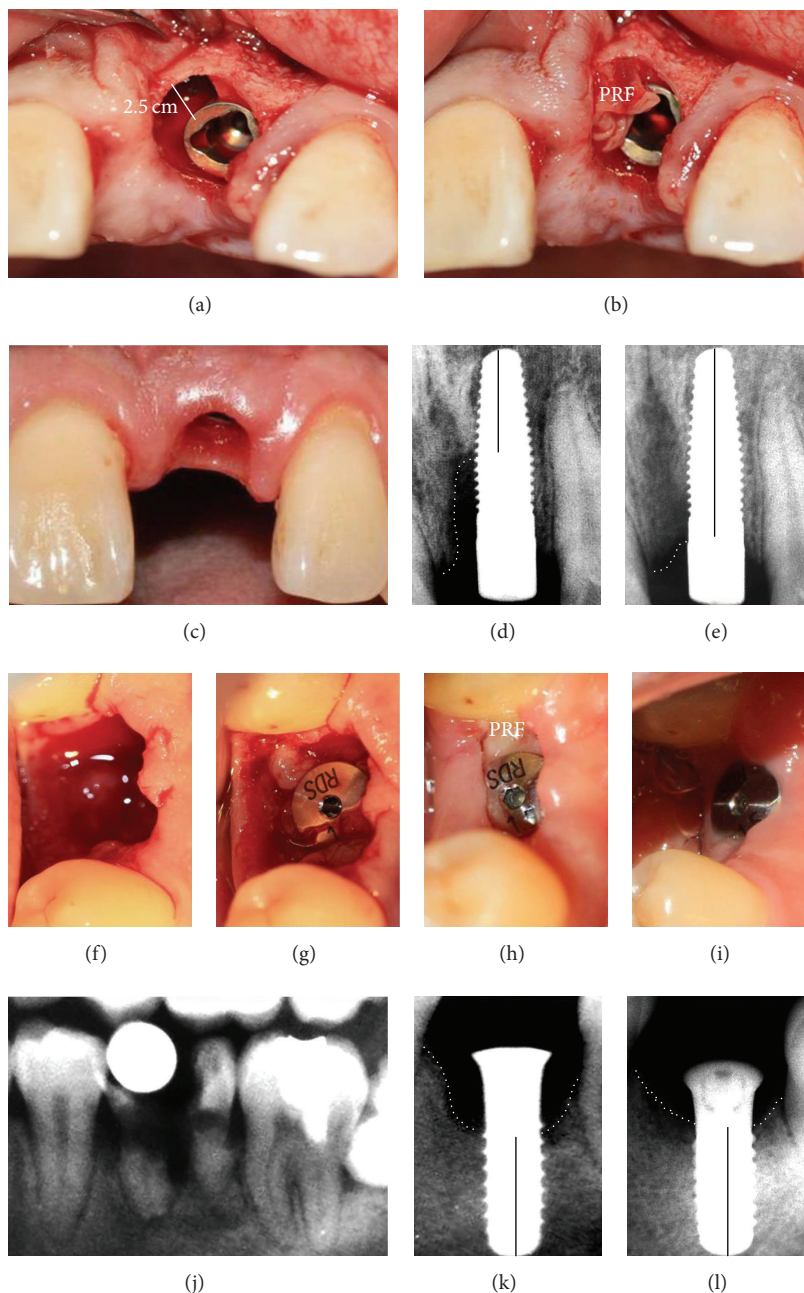 2.5 cm
PRF
(a)
(b)
(c)
(d)
(e)
PRF
RDS
RDS
(f)
(g)
(h)
(i)
(j)
(k)
(l)